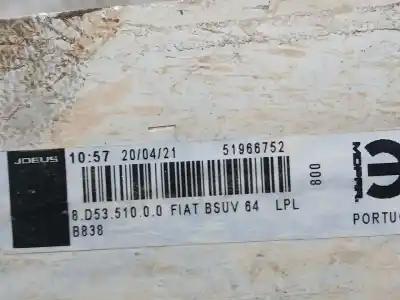 JDEUS
10:57 20/04/21 51966752
8.D53.510.0.0 FIAT BSUV 64 LPL
B838
008
MOPAR
PORTU